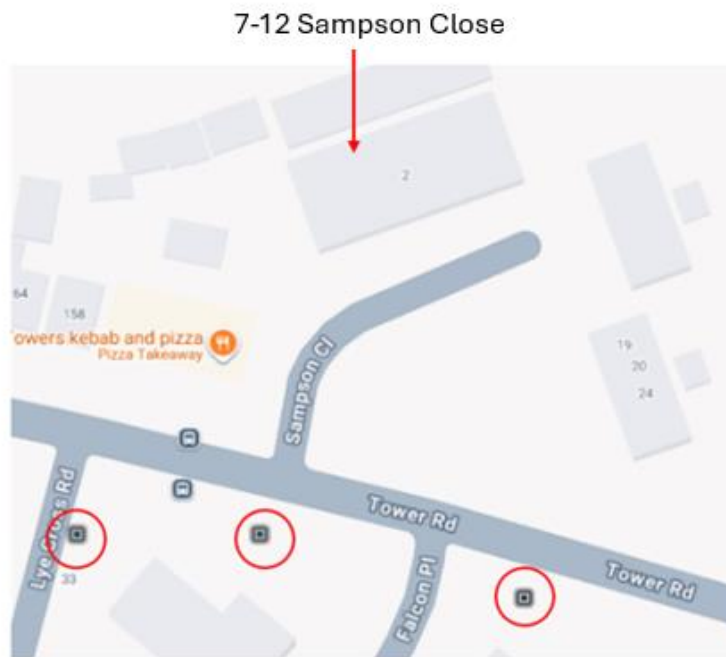 7-12 Sampson Close
2
64
158
owers kebab and pizza
Pizza Takeaway
19
20
24
Sampson Cl
Tower Rd
Lye Cross Rd
33
Falcon Pl
Tower Rd